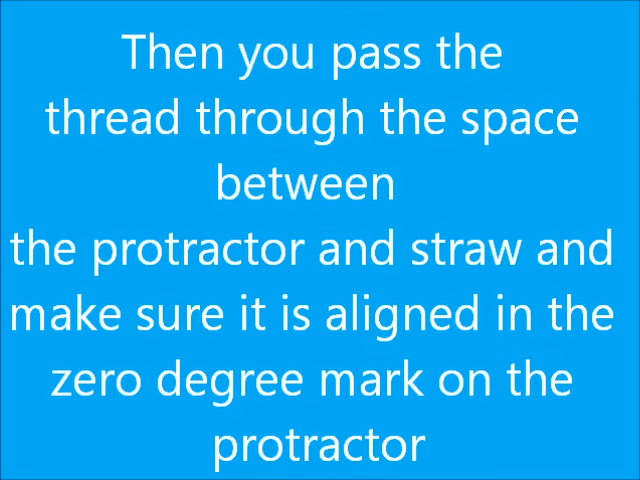 Then you pass the
thread through the space
between
the protractor and straw and
make sure it is aligned in the
zero degree mark on the
protractor